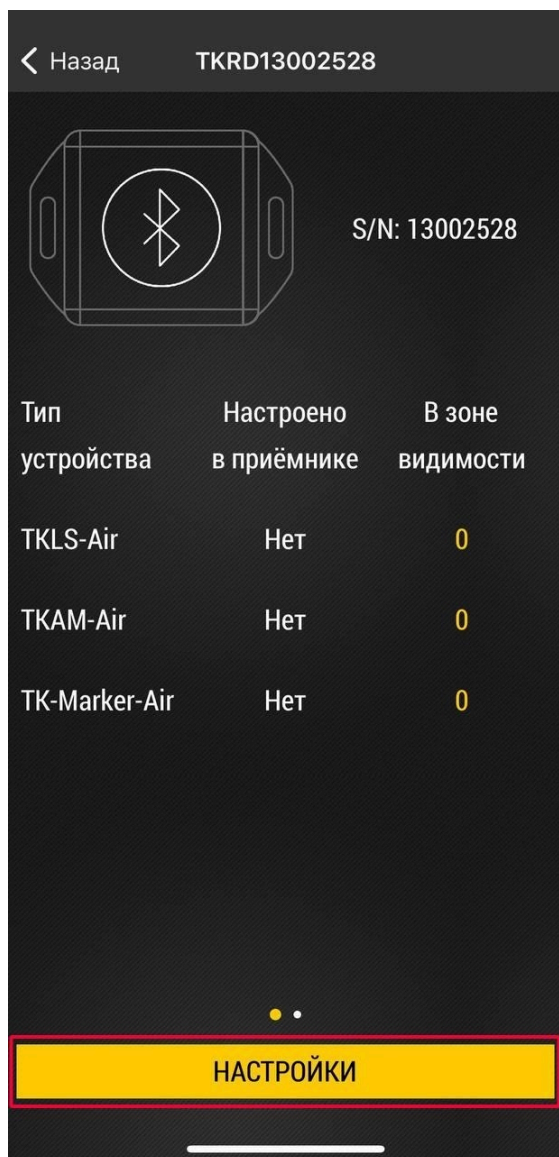 Назад TKRD13002528
S/N: 13002528
Тип устройства Настроено в приёмнике В зоне видимости
TKLS-Air Нет 0
TKAM-Air Нет 0
TK-Marker-Air Нет 0
НАСТРОЙКИ